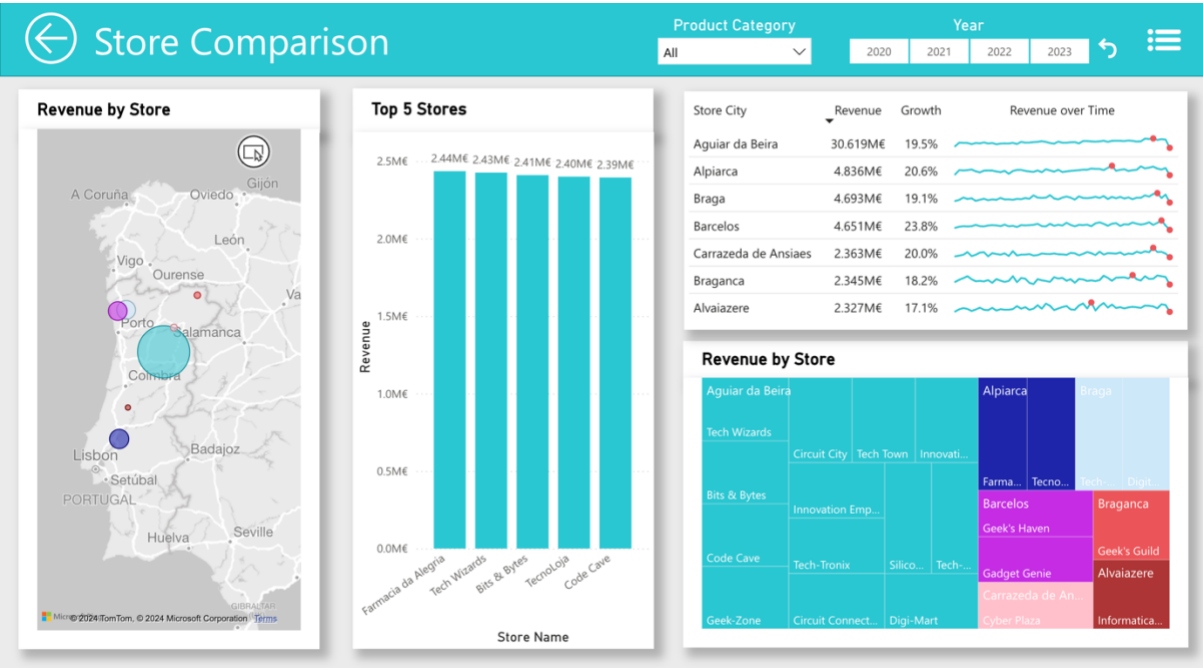 Store Comparison
Product Category
All
Year
2020
2021
2022
2023
Revenue by Store
A Coruña
Oviedo
Gijón
León
Vigo
Ourense
Va
Porto
Salamanca
Coimbra
Lisbon
Badajoz
Setúbal
PORTUGAL
Huelva
Seville
GIBRALTAR
© 2024 TomTom, © 2024 Microsoft Corporation Terms
Top 5 Stores
2.44M€ 2.43M€ 2.41M€ 2.40M€ 2.39M€
2.5M€
2.0M€
1.5M€
1.0M€
0.5M€
0.0M€
Revenue
Farmacia da Alegria
Tech Wizards
Bits & Bytes
TecnoLoja
Code Cave
Store Name
Store City Revenue Growth Revenue over Time
Aguiar da Beira 30.619M€ 19.5%
Alpiarca 4.836M€ 20.6%
Braga 4.693M€ 19.1%
Barcelos 4.651M€ 23.8%
Carrazeda de Ansiaes 2.363M€ 20.0%
Braganca 2.345M€ 18.2%
Alvaiazere 2.327M€ 17.1%
Revenue by Store
Aguiar da Beira
Tech Wizards
Bits & Bytes
Code Cave
Geek-Zone
Circuit City
Tech Town
Innovati...
Innovation Emp...
Tech-Tronix
Silico...
Tech-...
Circuit Connect...
Digi-Mart
Alpiarca
Farma...
Tecno...
Braga
Tech-...
Digit...
Barcelos
Geek's Haven
Gadget Genie
Carrazeda de An...
Cyber Plaza
Braganca
Geek's Guild
Alvaiazere
Informatica...